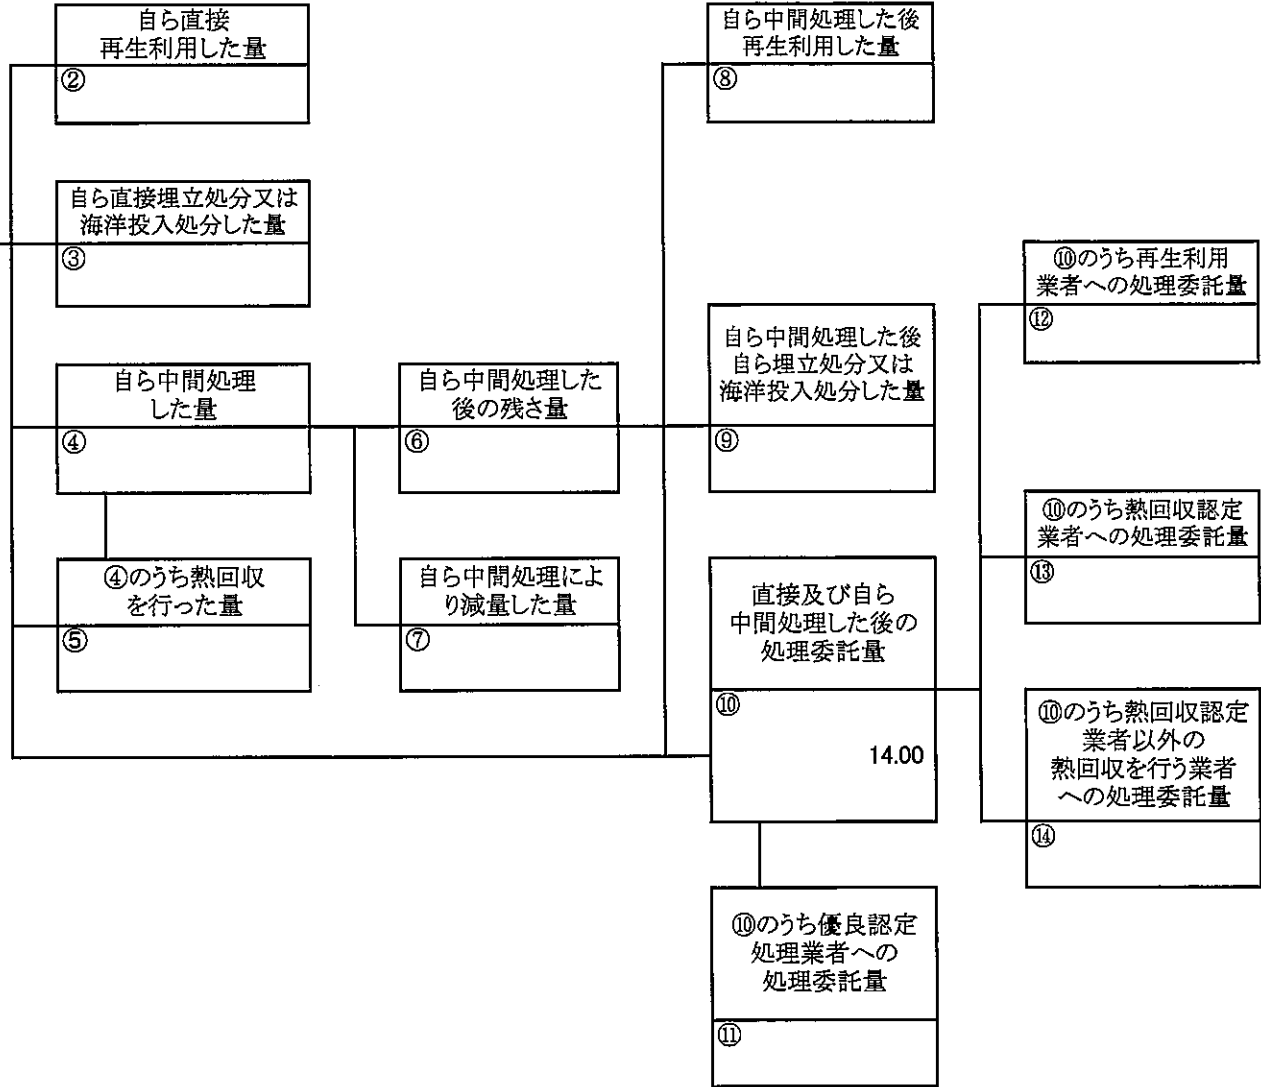 自ら直接
再生利用した量
②
自ら直接埋立処分又は
海洋投入処分した量
③
自ら中間処理
した量
④
④のうち熱回収
を行った量
⑤
自ら中間処理した
後の残さ量
⑥
自ら中間処理によ
り減量した量
⑦
自ら中間処理した後
再生利用した量
⑧
自ら中間処理した後
自ら埋立処分又は
海洋投入処分した量
⑨
直接及び自ら
中間処理した後の
処理委託量
⑩
14.00
⑩のうち優良認定
処理業者への
処理委託量
⑪
⑩のうち再生利用
業者への処理委託量
⑫
⑩のうち熱回収認定
業者への処理委託量
⑬
⑩のうち熱回収認定
業者以外の
熱回収を行う業者
への処理委託量
⑭